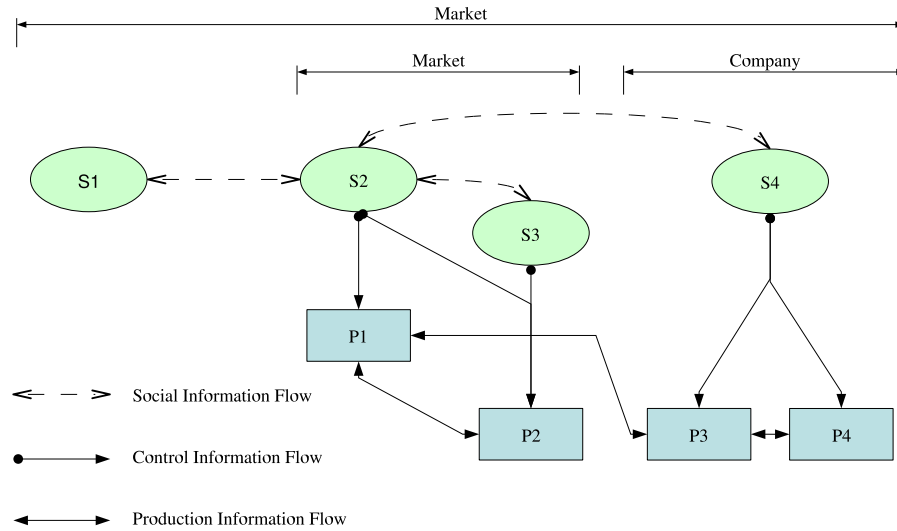 Market
Market
Company
S1
S2
S3
S4
P1
P2
P3
P4
Social Information Flow
Control Information Flow
Production Information Flow